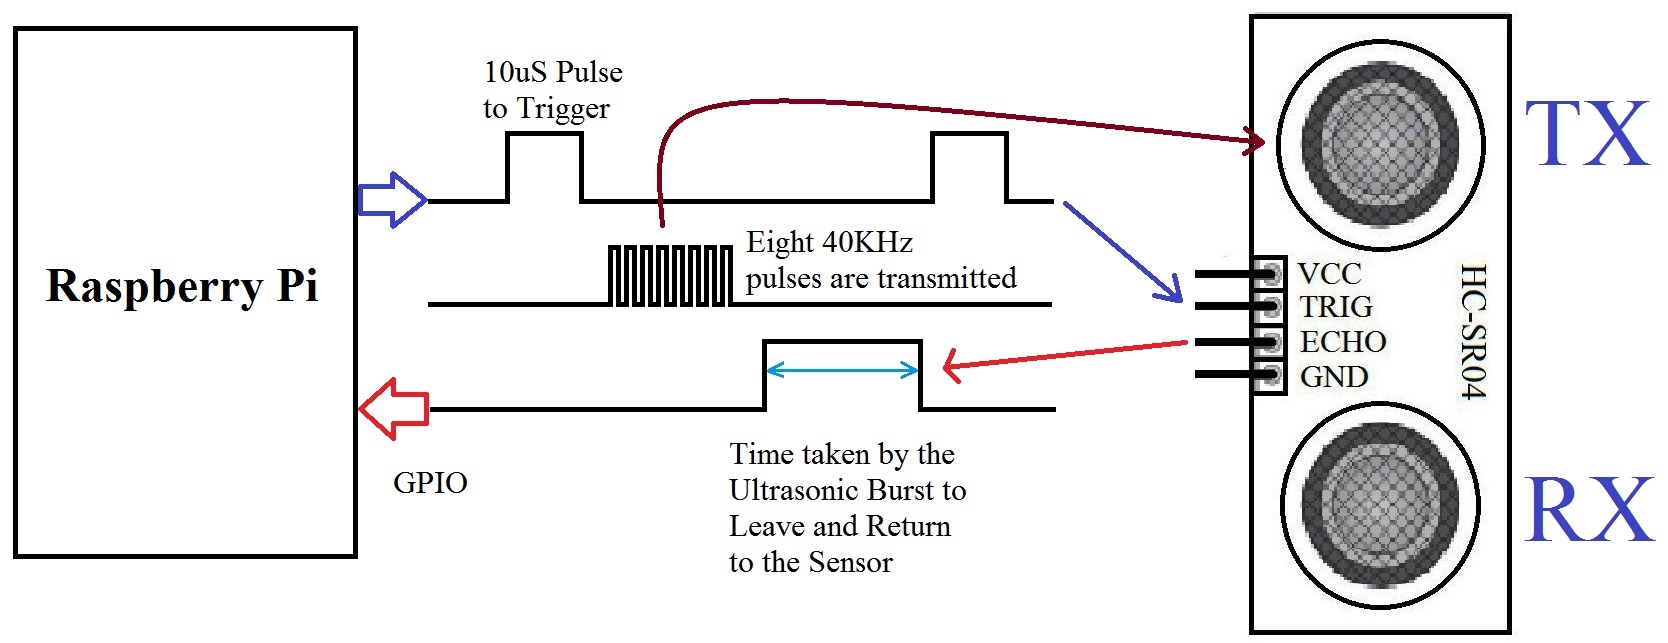 10uS Pulse
to Trigger
TX
Raspberry Pi
Eight 40KHz
pulses are transmitted
VCC
TRIG
ECHO
GND
HC-SR04
GPIO
Time taken by the
Ultrasonic Burst to
Leave and Return
to the Sensor
RX